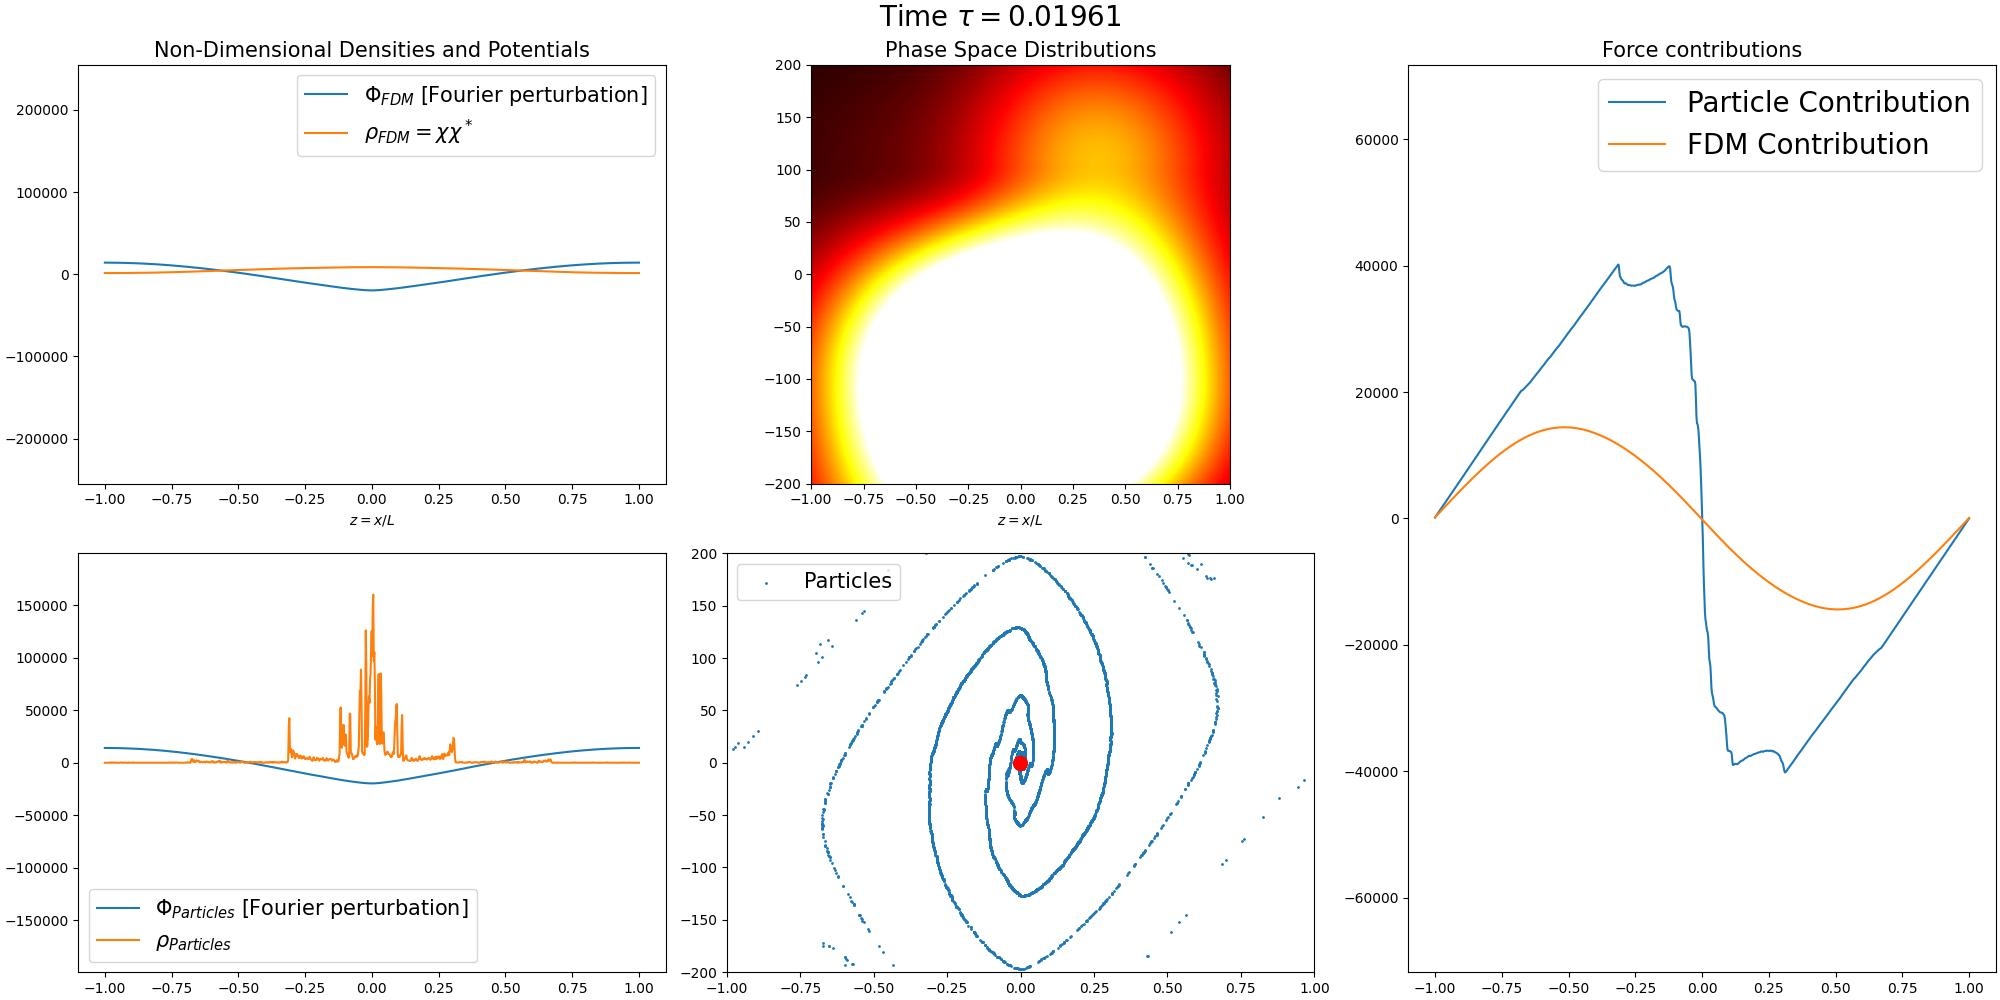 Time τ = 0.01961
Non-Dimensional Densities and Potentials
Φ_FDM [Fourier perturbation]
ρ_FDM = χχ*
200000
100000
0
−100000
−200000
−1.00 −0.75 −0.50 −0.25 0.00 0.25 0.50 0.75 1.00
z = x/L
Phase Space Distributions
200
150
100
50
0
−50
−100
−150
−200
−1.00 −0.75 −0.50 −0.25 0.00 0.25 0.50 0.75 1.00
z = x/L
Force contributions
Particle Contribution
FDM Contribution
60000
40000
20000
0
−20000
−40000
−60000
−1.00 −0.75 −0.50 −0.25 0.00 0.25 0.50 0.75 1.00
150000
100000
50000
0
−50000
−100000
−150000
Φ_Particles [Fourier perturbation]
ρ_Particles
−1.00 −0.75 −0.50 −0.25 0.00 0.25 0.50 0.75 1.00
Particles
200
150
100
50
0
−50
−100
−150
−200
−1.00 −0.75 −0.50 −0.25 0.00 0.25 0.50 0.75 1.00